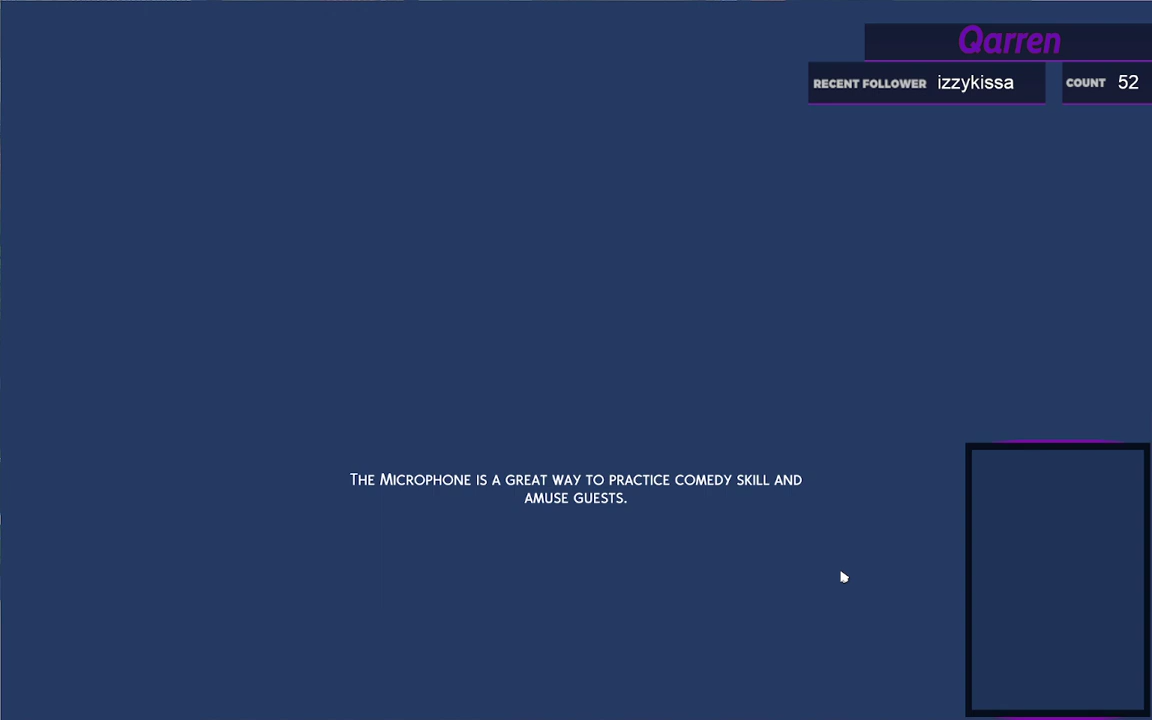 Qarren
RECENT FOLLOWER izzykissa COUNT 52
THE MICROPHONE IS A GREAT WAY TO PRACTICE COMEDY SKILL AND
AMUSE GUESTS.